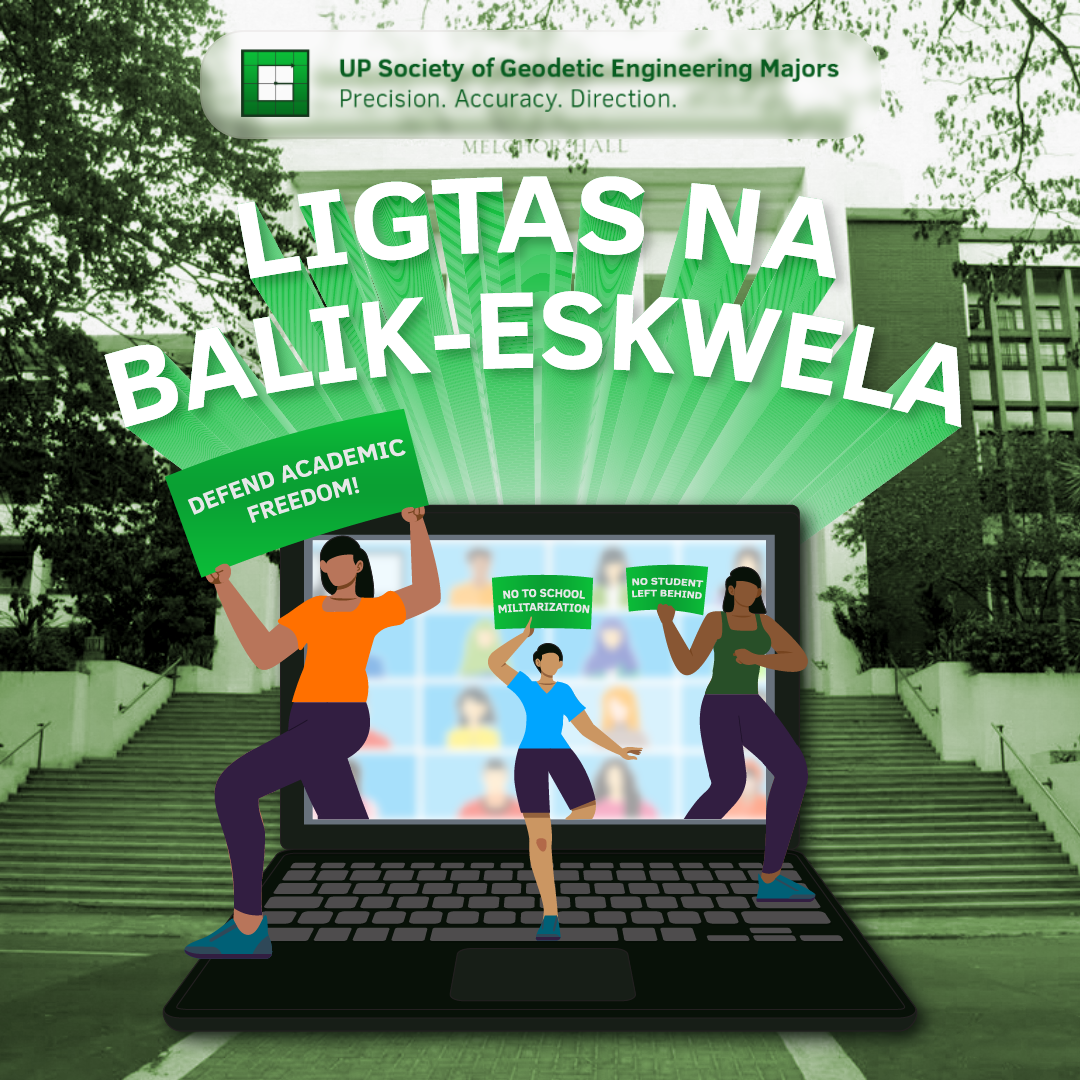 UP Society of Geodetic Engineering Majors
Precision. Accuracy. Direction.
MELCHOR HALL
LIGTAS NA
BALIK-ESKWELA
DEFEND ACADEMIC
FREEDOM!
NO TO SCHOOL
MILITARIZATION
NO STUDENT
LEFT BEHIND